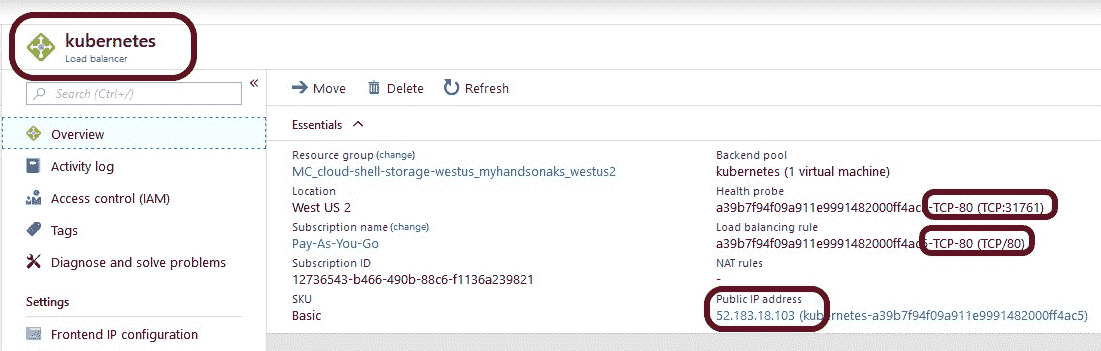 kubernetes
Load balancer
«
Search (Ctrl+/)
Overview
Activity log
Access control (IAM)
Tags
Diagnose and solve problems
Settings
Frontend IP configuration
Move Delete Refresh
Essentials
Resource group (change)
MC_cloud-shell-storage-westus_myhandsonaks_westus2
Location
West US 2
Subscription name (change)
Pay-As-You-Go
Subscription ID
12736543-b466-490b-88c6-f1136a239821
SKU
Basic
Backend pool
kubernetes (1 virtual machine)
Health probe
a39b7f94f09a911e9991482000ff4ac5-TCP-80 (TCP:31761)
Load balancing rule
a39b7f94f09a911e9991482000ff4ac5-TCP-80 (TCP/80)
NAT rules
-
Public IP address
52.183.18.103 (kubernetes-a39b7f94f09a911e9991482000ff4ac5)